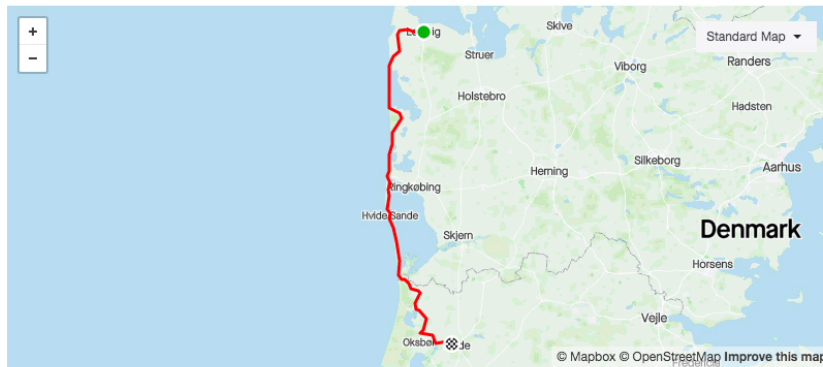 +
Skive
Standard Map
Struer
Randers
Viborg
Holstebro
Hadsten
Silkeborg
Aarhus
Herning
Ringkøbing
Hvide Sande
Denmark
Skjern
Horsens
Vejle
−
© Mapbox © OpenStreetMap Improve this map